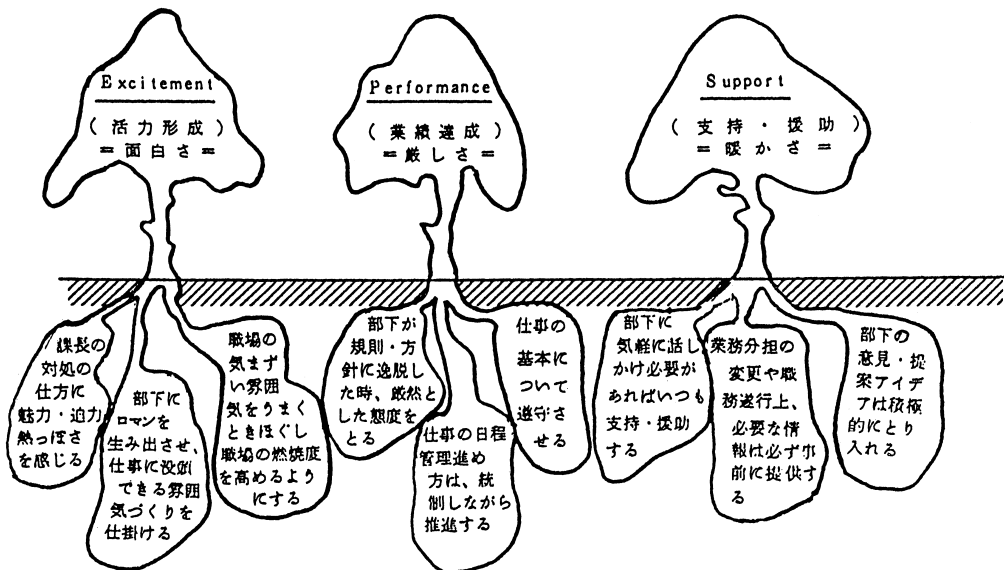 Excitement
(活力形成)
=面白さ=
Performance
(業績達成)
=厳しさ=
Support
(支持・援助)
=暖かさ=
課長の
対処の
仕方に
魅力・迫力
熱っぽさ
を感じる
部下に
ロマンを
生み出させ、
仕事に没頭
できる雰囲
気づくりを
仕掛ける
職場の
気まず
い雰囲
気をうまく
ときほぐし
職場の燃焼度
を高めるよう
にする
部下が
規則・方
針に逸脱し
た時、厳然と
した態度を
とる
仕事の日程
管理進め
方は、統
制しながら
推進する
仕事の
基本に
ついて
遵守さ
せる
部下に
気軽に話し
かけ必要が
あればいつも
支持・援助
する
業務分担の
変更や職
務遂行上、
必要な情
報は必ず事
前に提供す
る
部下の
意見・提
案アイデ
アは積極
的にとり
入れる